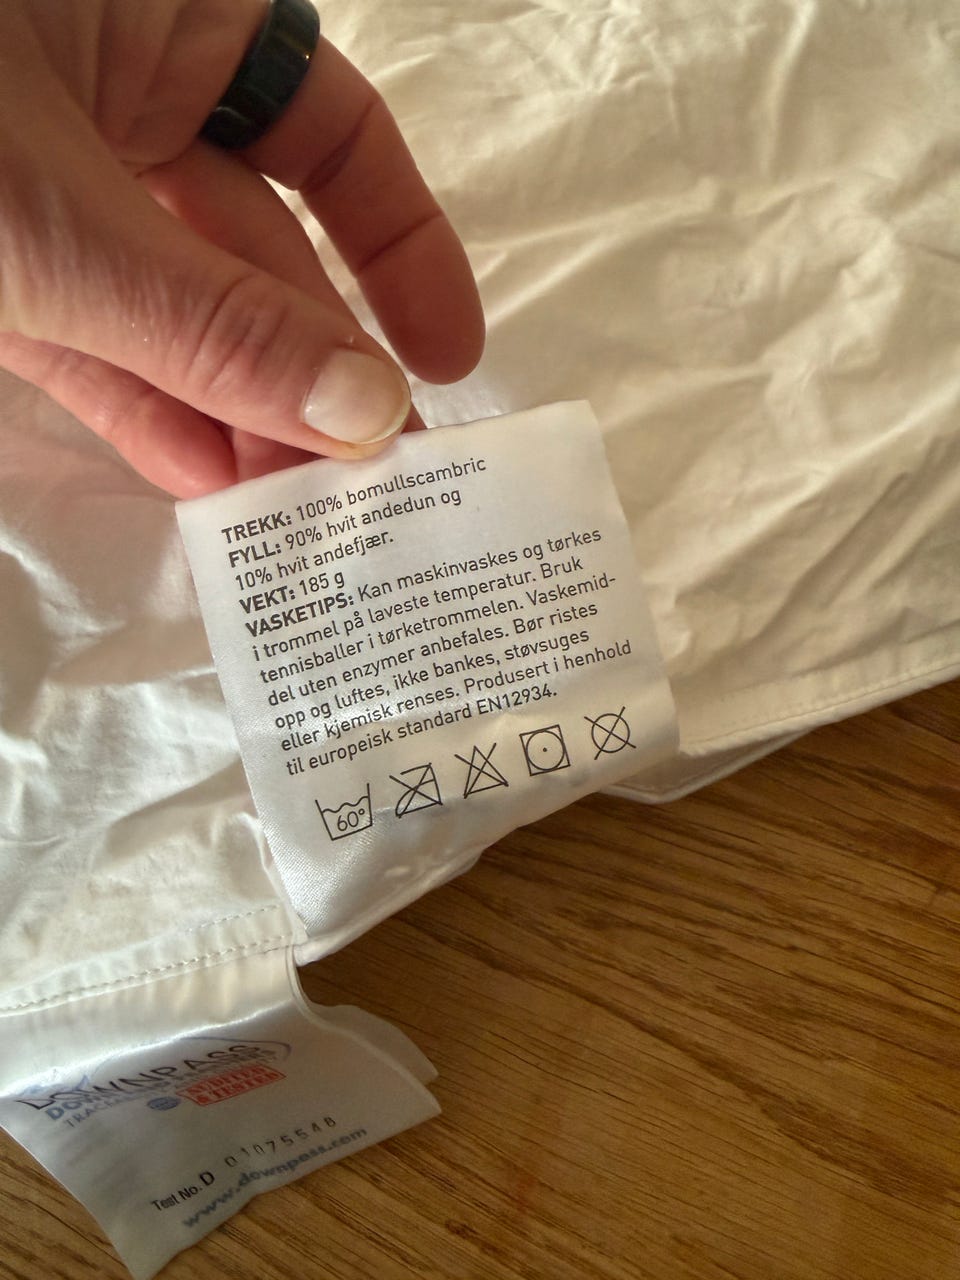 TREKK: 100% bomullscambric
FYLL: 90% hvit andedun og
10% hvit andefjær.
VEKT: 185 g
VASKETIPS: Kan maskinvaskes og tørkes
i trommel på laveste temperatur. Bruk
tennisballer i tørketrommelen. Vaskemid-
del uten enzymer anbefales. Bør ristes
opp og luftes, ikke bankes, støvsuges
eller kjemisk renses. Produsert i henhold
til europeisk standard EN12934.
60°
DOWNPASS
AUDITED
& TESTED
Test No. D 01075548
www.downpass.com